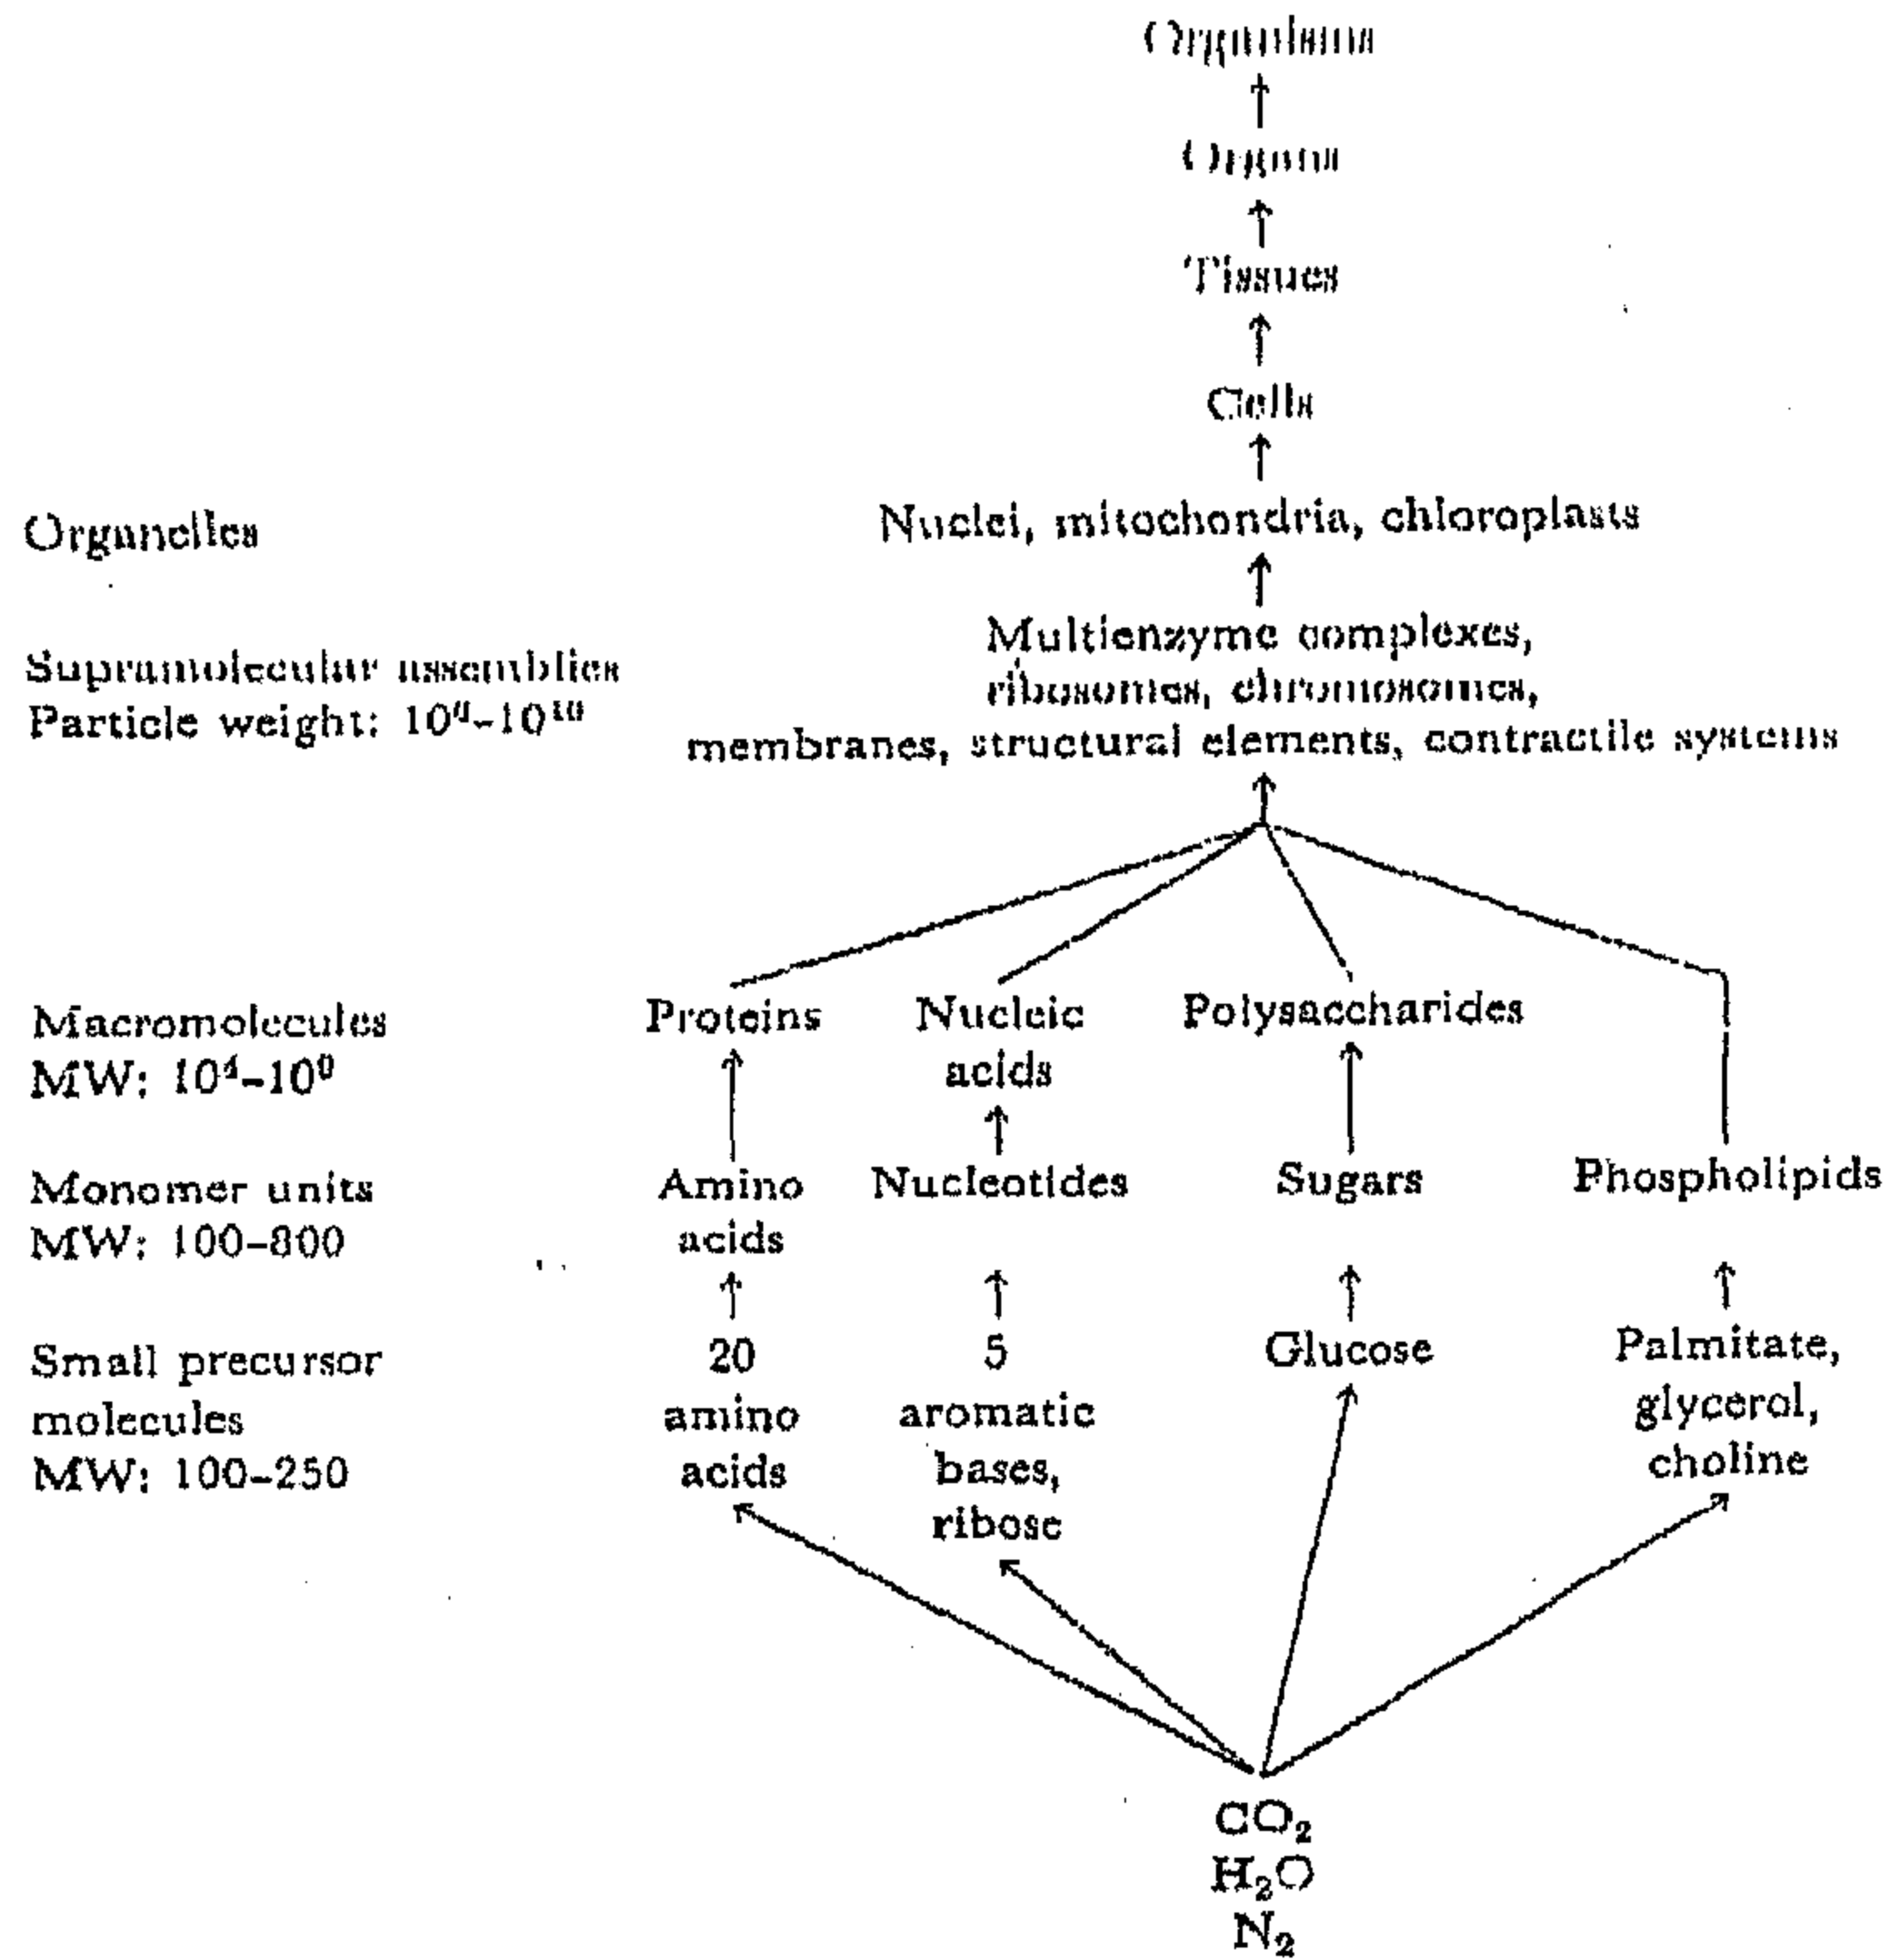 Organisms
Organs
Tissues
Cells
Organelles
Nuclei, mitochondria, chloroplasts
Supramolecular assemblies
Particle weight:
Multienzyme complexes,
ribosomes, chromosomes,
membranes, structural elements, contractile systems
Macromolecules
MW:
Proteins
Nucleic
acids
Polysaccharides
Monomer units
MW: 100–800
Amino
acids
Nucleotides
Sugars
Phospholipids
Small precursor
molecules
MW: 100–250
20
amino
acids
5
aromatic
bases,
ribose
Glucose
Palmitate,
glycerol,
choline
CO₂
H₂O
N₂